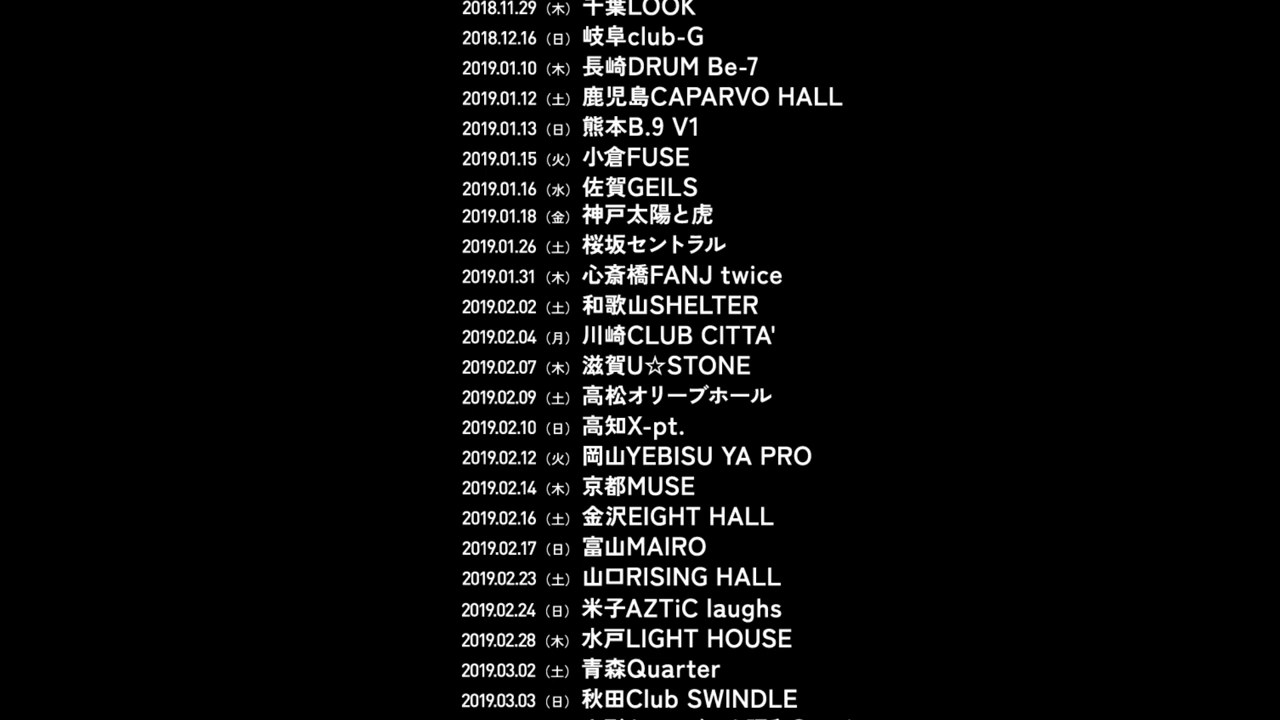 2018.11.29（木）千葉LOOK
2018.12.16（日）岐阜club-G
2019.01.10（木）長崎DRUM Be-7
2019.01.12（土）鹿児島CAPARVO HALL
2019.01.13（日）熊本B.9 V1
2019.01.15（火）小倉FUSE
2019.01.16（水）佐賀GEILS
2019.01.18（金）神戸太陽と虎
2019.01.26（土）桜坂セントラル
2019.01.31（木）心斎橋FANJ twice
2019.02.02（土）和歌山SHELTER
2019.02.04（月）川崎CLUB CITTA'
2019.02.07（木）滋賀U☆STONE
2019.02.09（土）高松オリーブホール
2019.02.10（日）高知X-pt.
2019.02.12（火）岡山YEBISU YA PRO
2019.02.14（木）京都MUSE
2019.02.16（土）金沢EIGHT HALL
2019.02.17（日）富山MAIRO
2019.02.23（土）山口RISING HALL
2019.02.24（日）米子AZTiC laughs
2019.02.28（木）水戸LIGHT HOUSE
2019.03.02（土）青森Quarter
2019.03.03（日）秋田Club SWINDLE